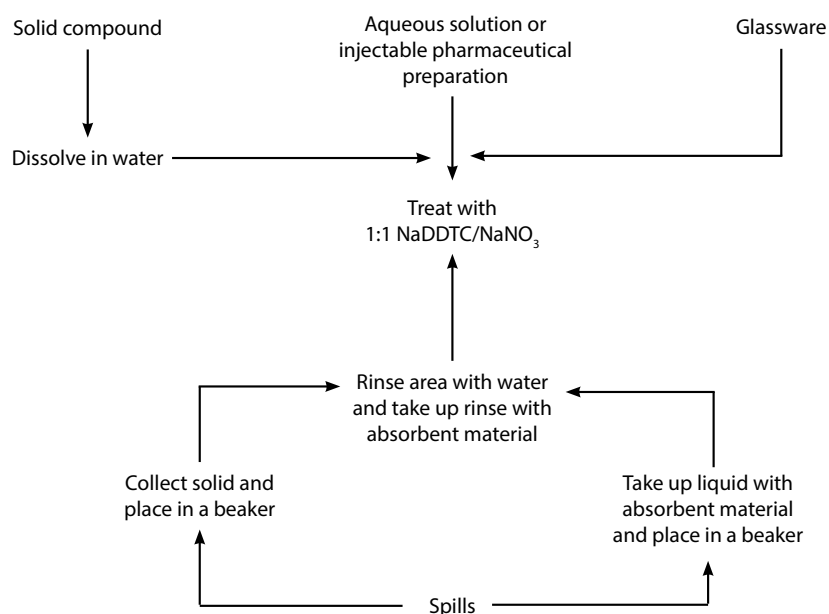 Solid compound
Aqueous solution or
injectable pharmaceutical
preparation
Glassware
Dissolve in water
Treat with
1:1 NaDDTC/NaNO₃
Rinse area with water
and take up rinse with
absorbent material
Collect solid and
place in a beaker
Take up liquid with
absorbent material
and place in a beaker
Spills